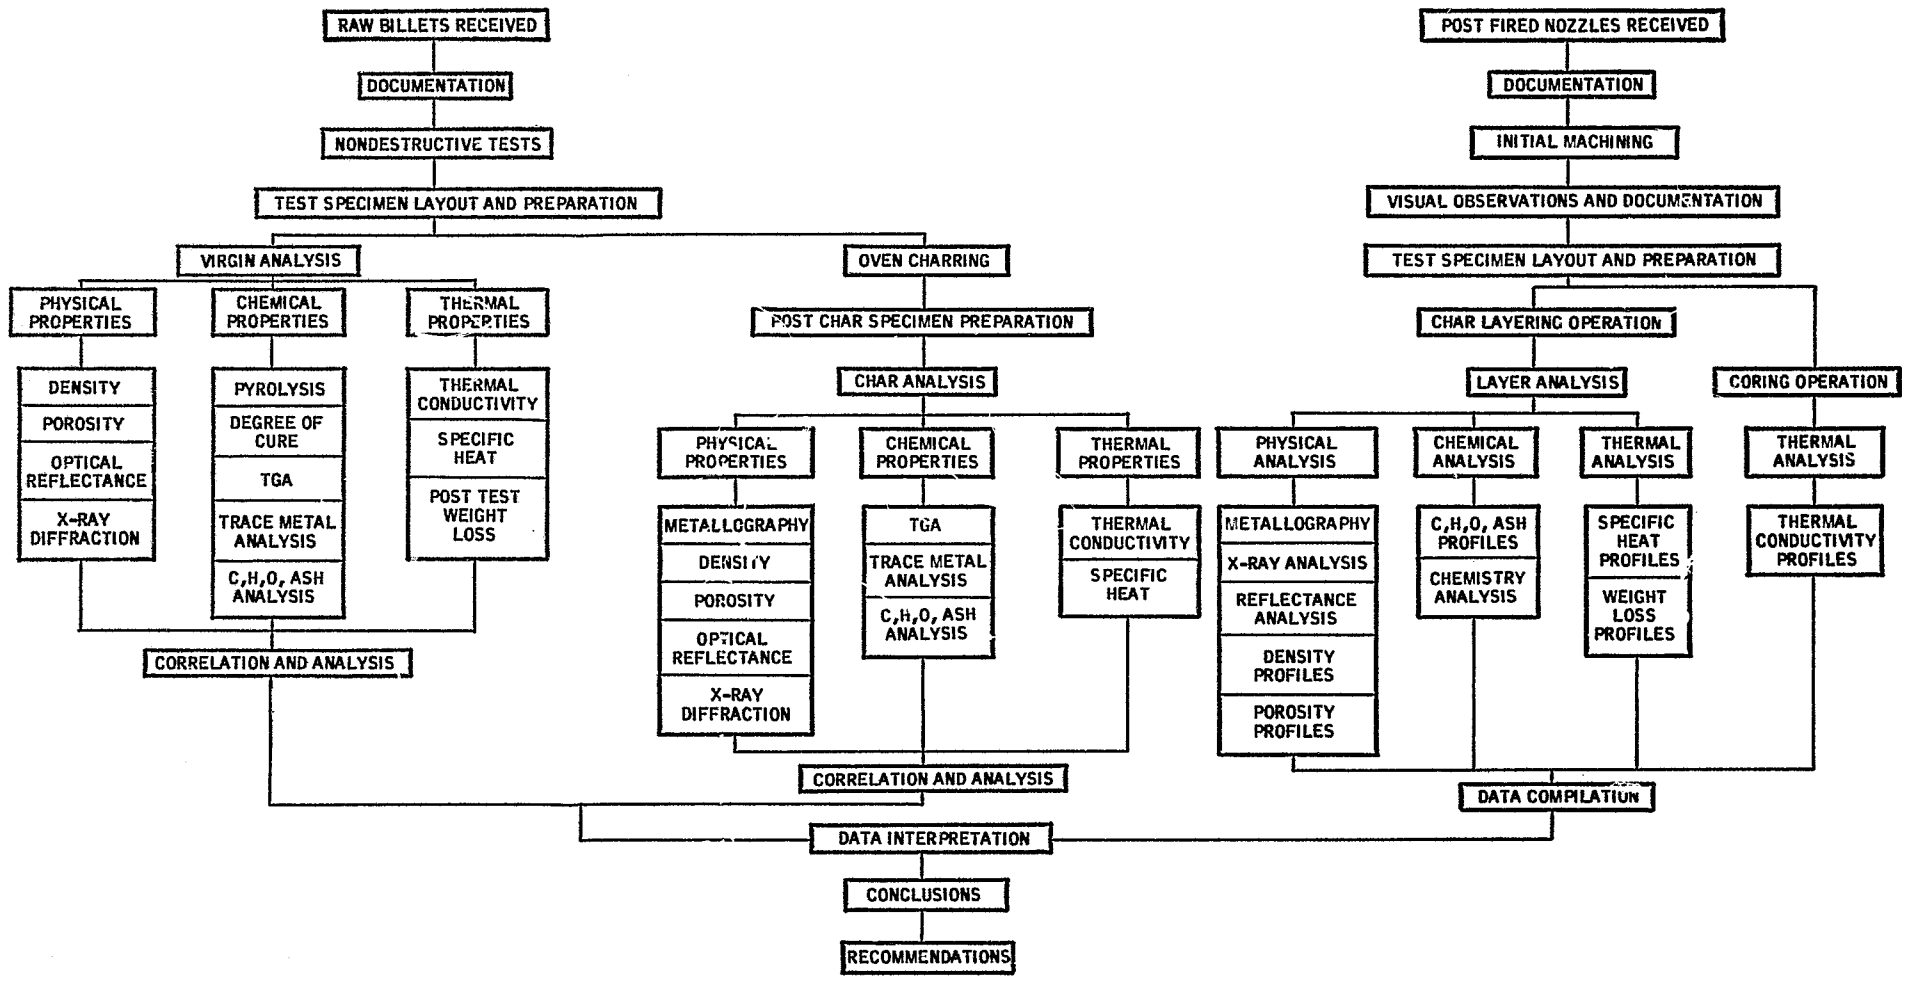 RAW BILLETS RECEIVED
DOCUMENTATION
NONDESTRUCTIVE TESTS
TEST SPECIMEN LAYOUT AND PREPARATION
VIRGIN ANALYSIS
PHYSICAL
PROPERTIES
DENSITY
POROSITY
OPTICAL
REFLECTANCE
X-RAY
DIFFRACTION
CHEMICAL
PROPERTIES
PYROLYSIS
DEGREE OF
CURE
TGA
TRACE METAL
ANALYSIS
C,H,O, ASH
ANALYSIS
THERMAL
PROPERTIES
THERMAL
CONDUCTIVITY
SPECIFIC
HEAT
POST TEST
WEIGHT
LOSS
CORRELATION AND ANALYSIS
OVEN CHARRING
POST CHAR SPECIMEN PREPARATION
CHAR ANALYSIS
PHYSICAL
PROPERTIES
METALLOGRAPHY
DENSITY
POROSITY
OPTICAL
REFLECTANCE
X-RAY
DIFFRACTION
CHEMICAL
PROPERTIES
TGA
TRACE METAL
ANALYSIS
C,H,O, ASH
ANALYSIS
THERMAL
PROPERTIES
THERMAL
CONDUCTIVITY
SPECIFIC
HEAT
CORRELATION AND ANALYSIS
POST FIRED NOZZLES RECEIVED
DOCUMENTATION
INITIAL MACHINING
VISUAL OBSERVATIONS AND DOCUMENTATION
TEST SPECIMEN LAYOUT AND PREPARATION
CHAR LAYERING OPERATION
LAYER ANALYSIS
PHYSICAL
ANALYSIS
METALLOGRAPHY
X-RAY ANALYSIS
REFLECTANCE
ANALYSIS
DENSITY
PROFILES
POROSITY
PROFILES
CHEMICAL
ANALYSIS
C,H,O, ASH
PROFILES
CHEMISTRY
ANALYSIS
THERMAL
ANALYSIS
SPECIFIC
HEAT
PROFILES
WEIGHT
LOSS
PROFILES
CORING OPERATION
THERMAL
ANALYSIS
THERMAL
CONDUCTIVITY
PROFILES
DATA COMPILATION
DATA INTERPRETATION
CONCLUSIONS
RECOMMENDATIONS